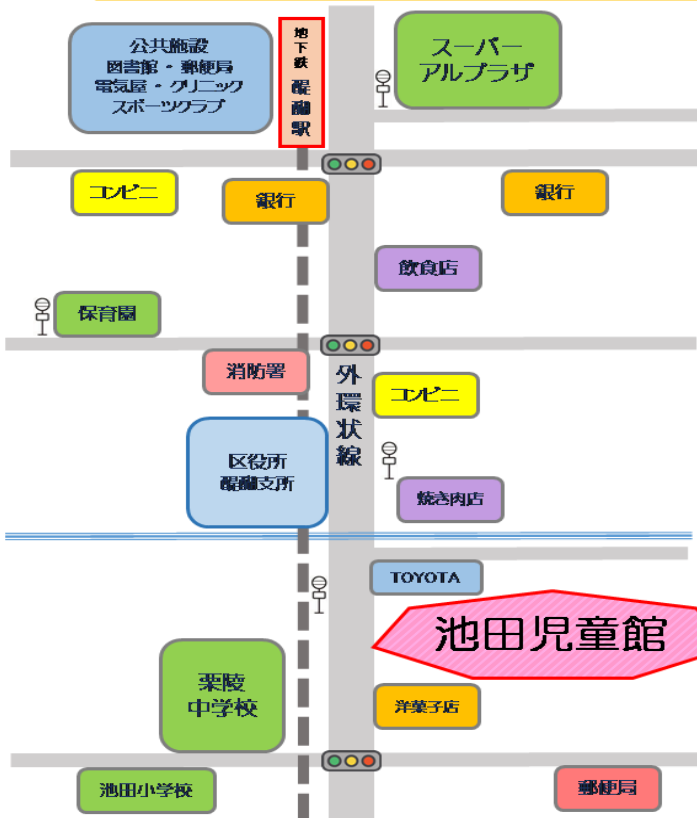 公共施設
図書館・郵便局
電気屋・クリニック
スポーツクラブ
地下鉄 醍醐駅
スーパー
アルプラザ
コンビニ
銀行
銀行
飲食店
保育園
消防署
外環状線
コンビニ
区役所
醍醐支所
焼き肉店
TOYOTA
池田児童館
栗陵
中学校
洋菓子店
池田小学校
郵便局